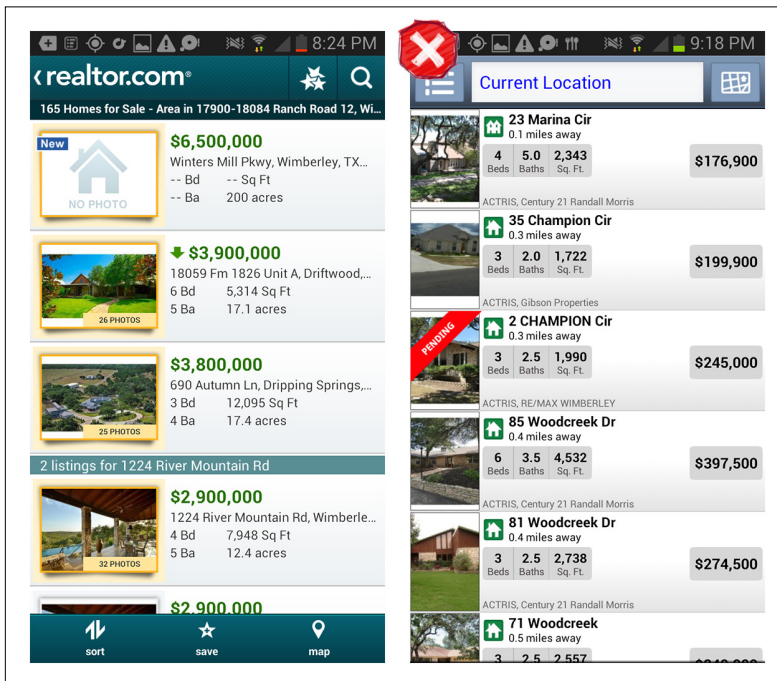 8:24 PM
realtor.com®
165 Homes for Sale - Area in 17900-18084 Ranch Road 12, Wi...
New
NO PHOTO
$6,500,000
Winters Mill Pkwy, Wimberley, TX...
-- Bd -- Sq Ft
-- Ba 200 acres
26 PHOTOS
$3,900,000
18059 Fm 1826 Unit A, Driftwood,...
6 Bd 5,314 Sq Ft
5 Ba 17.1 acres
25 PHOTOS
$3,800,000
690 Autumn Ln, Dripping Springs,...
3 Bd 12,095 Sq Ft
4 Ba 17.4 acres
2 listings for 1224 River Mountain Rd
32 PHOTOS
$2,900,000
1224 River Mountain Rd, Wimberle...
4 Bd 7,948 Sq Ft
5 Ba 12.4 acres
$2,900,000
sort save map
9:18 PM
Current Location
23 Marina Cir
0.1 miles away
4 5.0 2,343
Beds Baths Sq. Ft.
$176,900
ACTRIS, Century 21 Randall Morris
35 Champion Cir
0.3 miles away
3 2.0 1,722
Beds Baths Sq. Ft.
$199,900
ACTRIS, Gibson Properties
PENDING
2 CHAMPION Cir
0.3 miles away
3 2.5 1,990
Beds Baths Sq. Ft.
$245,000
ACTRIS, RE/MAX WIMBERLEY
85 Woodcreek Dr
0.4 miles away
6 3.5 4,532
Beds Baths Sq. Ft.
$397,500
ACTRIS, Century 21 Randall Morris
81 Woodcreek Dr
0.4 miles away
3 2.5 2,738
Beds Baths Sq. Ft.
$274,500
ACTRIS, Century 21 Randall Morris
71 Woodcreek
0.5 miles away
3 2.5 2,557